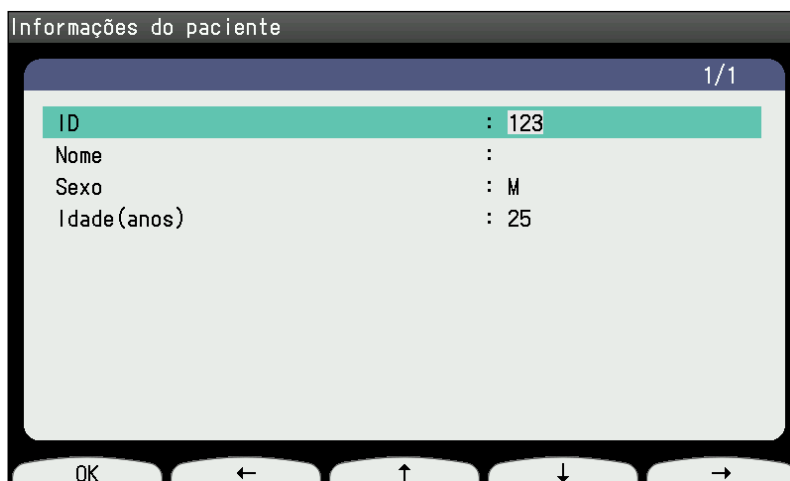 Informações do paciente
1/1
ID : 123
Nome :
Sexo : M
Idade(anos) : 25
OK ← ↑ ↓ →